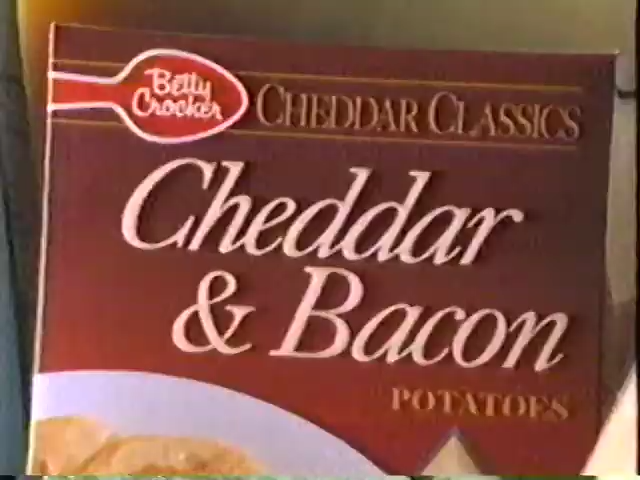 Betty
Crocker
CHEDDAR CLASSICS
Cheddar
& Bacon
POTATOES